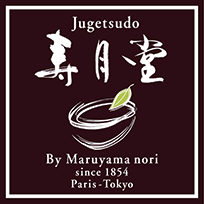 Jugetsudo
寿月堂
By Maruyama nori
since 1854
Paris-Tokyo